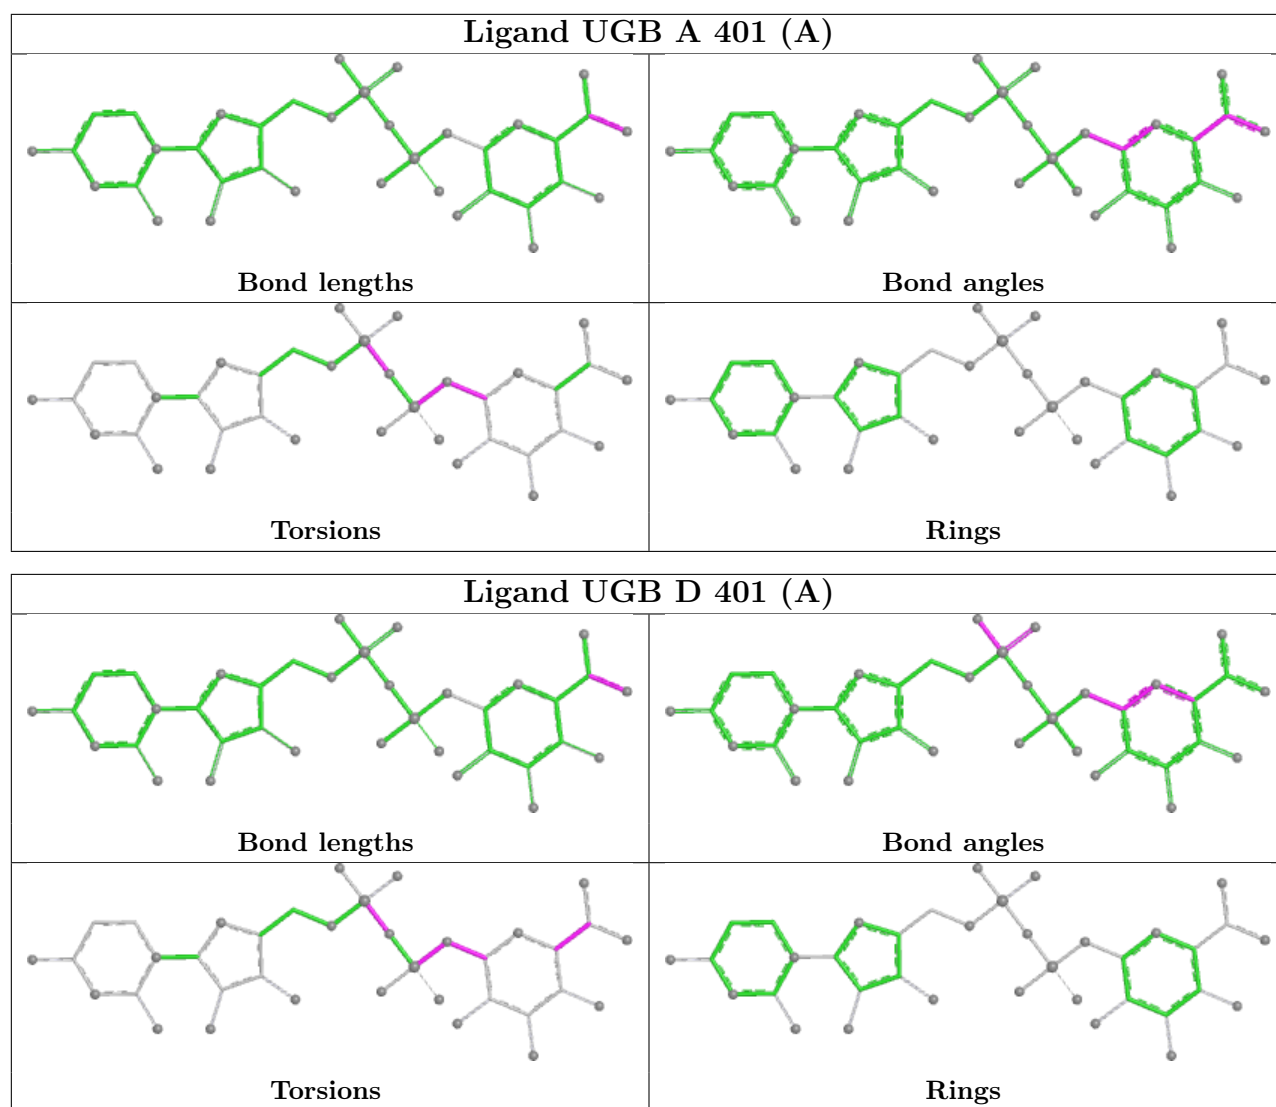 Ligand UGB A 401 (A)
Bond lengths
Bond angles
Torsions
Rings
Ligand UGB D 401 (A)
Bond lengths
Bond angles
Torsions
Rings